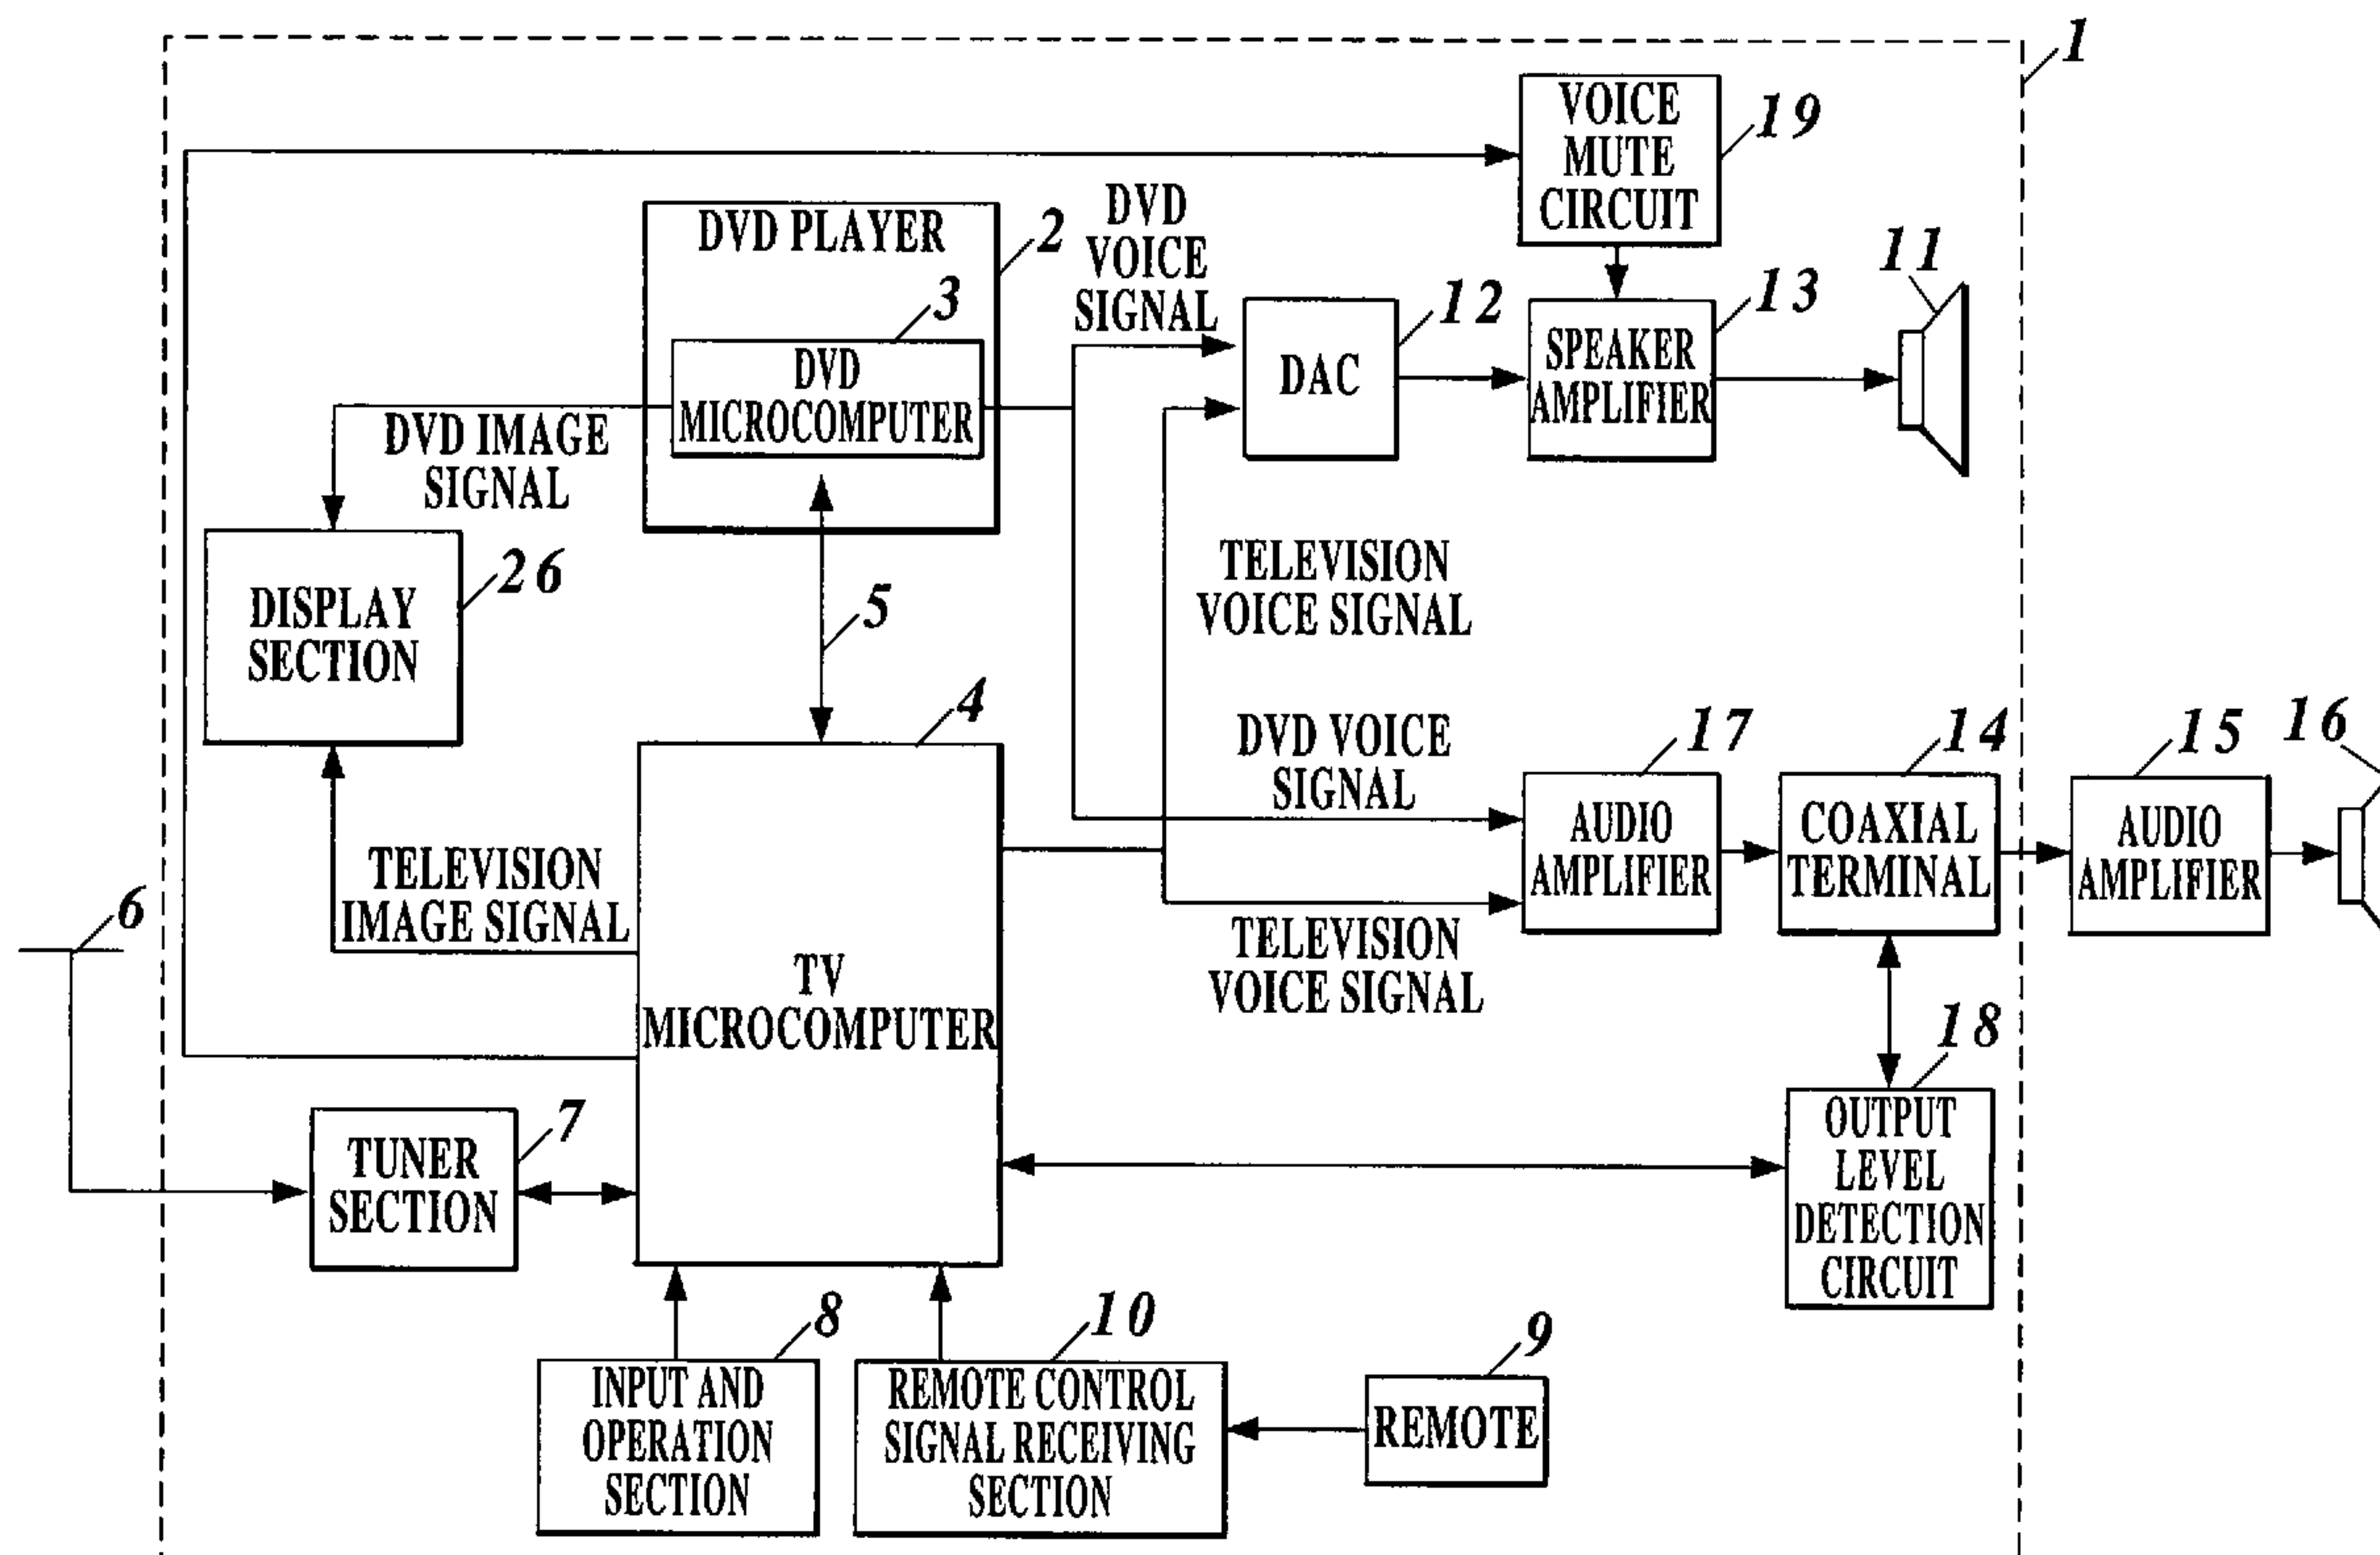 1
VOICE
MUTE
CIRCUIT
19
DVD PLAYER
2
DVD
VOICE
SIGNAL
3
DVD
MICROCOMPUTER
DAC
12
SPEAKER
AMPLIFIER
13
11
DVD IMAGE
SIGNAL
DISPLAY
SECTION
26
5
TELEVISION
VOICE SIGNAL
4
DVD VOICE
SIGNAL
17
14
15
16
AUDIO
AMPLIFIER
COAXIAL
TERMINAL
AUDIO
AMPLIFIER
TELEVISION
IMAGE SIGNAL
6
TELEVISION
VOICE SIGNAL
TV
MICROCOMPUTER
18
TUNER
SECTION
7
OUTPUT
LEVEL
DETECTION
CIRCUIT
8
INPUT AND
OPERATION
SECTION
10
REMOTE CONTROL
SIGNAL RECEIVING
SECTION
9
REMOTE